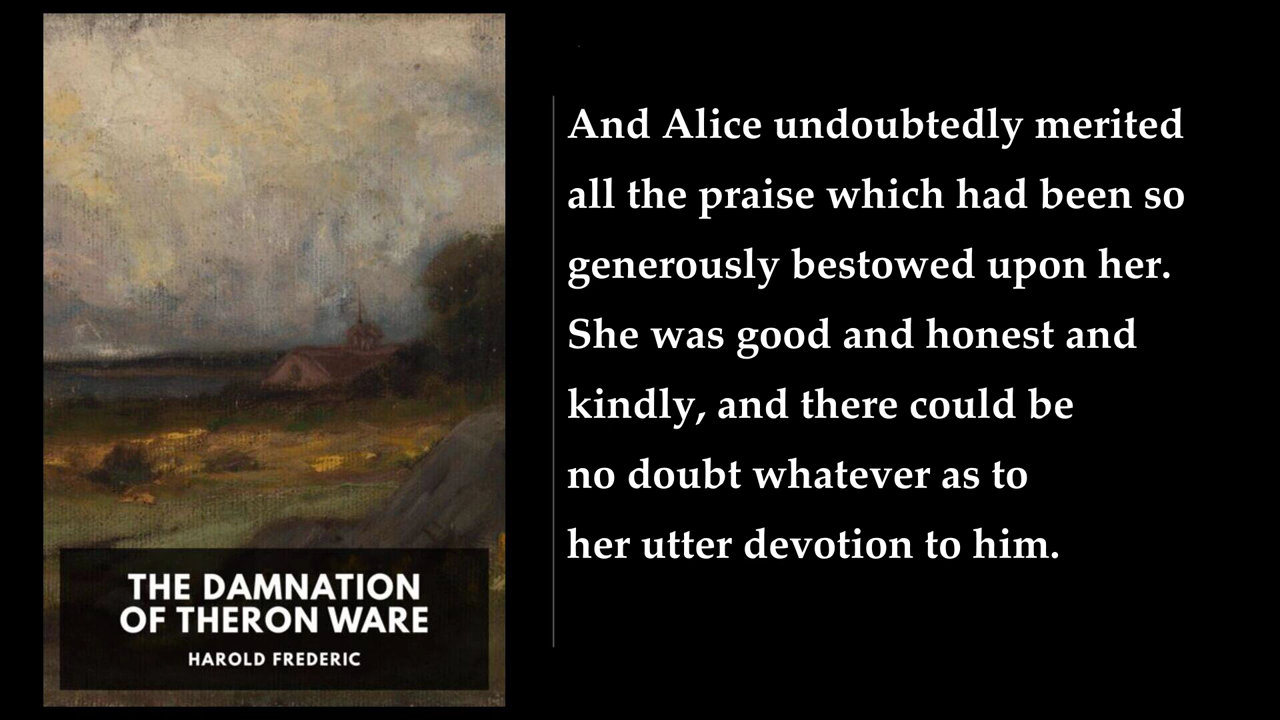 And Alice undoubtedly merited
all the praise which had been so
generously bestowed upon her.
She was good and honest and
kindly, and there could be
no doubt whatever as to
her utter devotion to him.
THE DAMNATION
OF THERON WARE
HAROLD FREDERIC